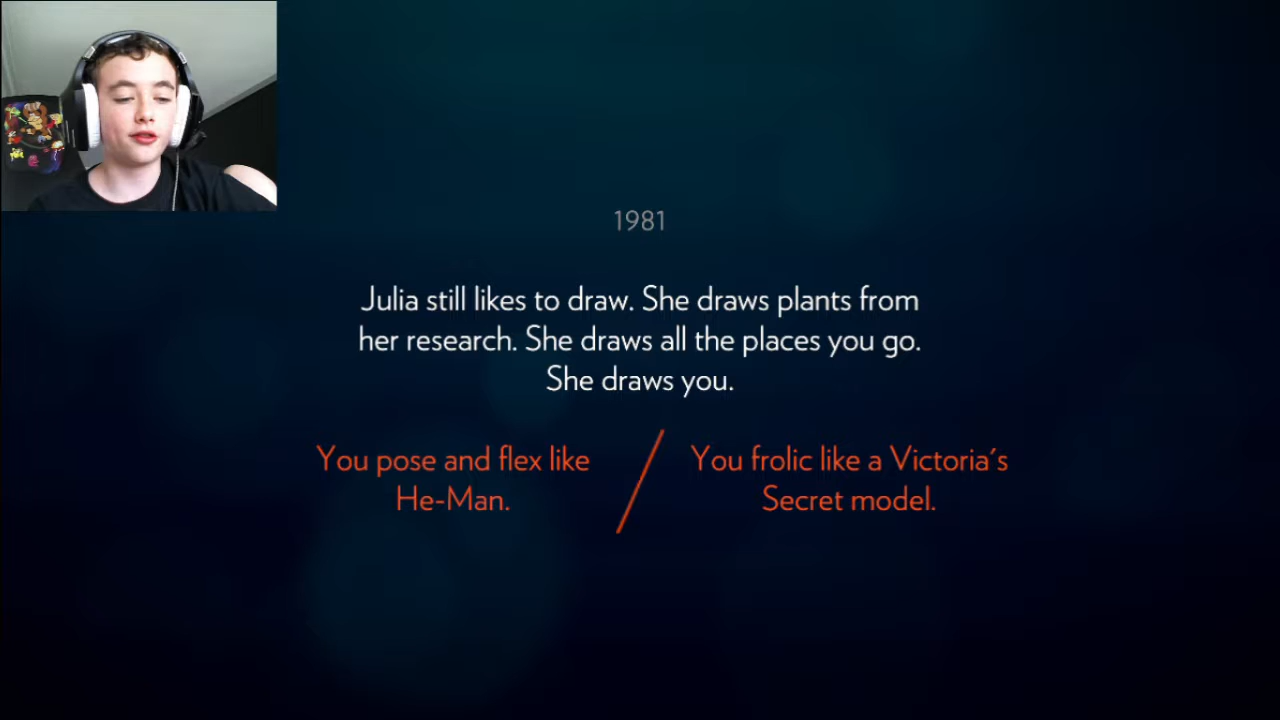 1981
Julia still likes to draw. She draws plants from
her research. She draws all the places you go.
She draws you.
You pose and flex like
He-Man.
You frolic like a Victoria's
Secret model.